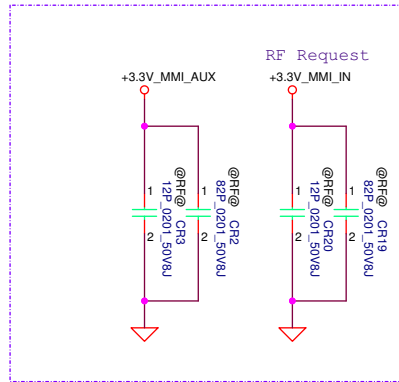 RF Request
+3.3V_MMI_AUX
+3.3V_MMI_IN
1
2
@RF@ CR3
12P_0201_50V8J
1
2
@RF@ CR2
82P_0201_50V8J
1
2
@RF@ CR20
12P_0201_50V8J
1
2
@RF@ CR19
82P_0201_50V8J